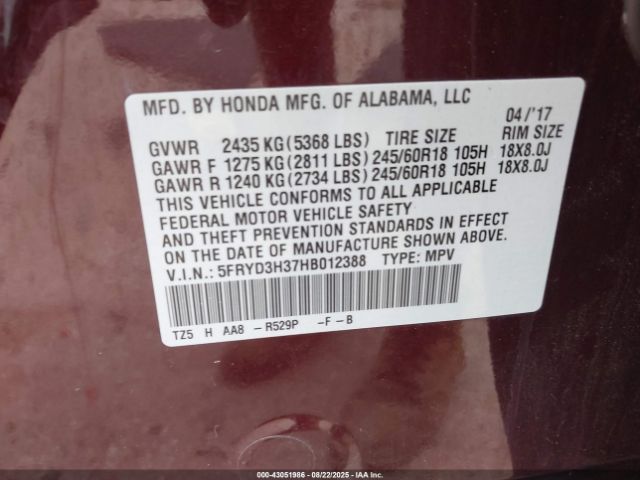 MFD. BY HONDA MFG. OF ALABAMA, LLC
04/'17
GVWR 2435 KG (5368 LBS) TIRE SIZE RIM SIZE
GAWR F 1275 KG (2811 LBS) 245/60R18 105H 18X8.0J
GAWR R 1240 KG (2734 LBS) 245/60R18 105H 18X8.0J
THIS VEHICLE CONFORMS TO ALL APPLICABLE
FEDERAL MOTOR VEHICLE SAFETY
AND THEFT PREVENTION STANDARDS IN EFFECT
ON THE DATE OF MANUFACTURE SHOWN ABOVE.
V.I.N.: 5FRYD3H37HB012388 TYPE: MPV
TZ5 H AA8 - R529P - F - B
00-43051986 - 08/22/2025 - IAA Inc.